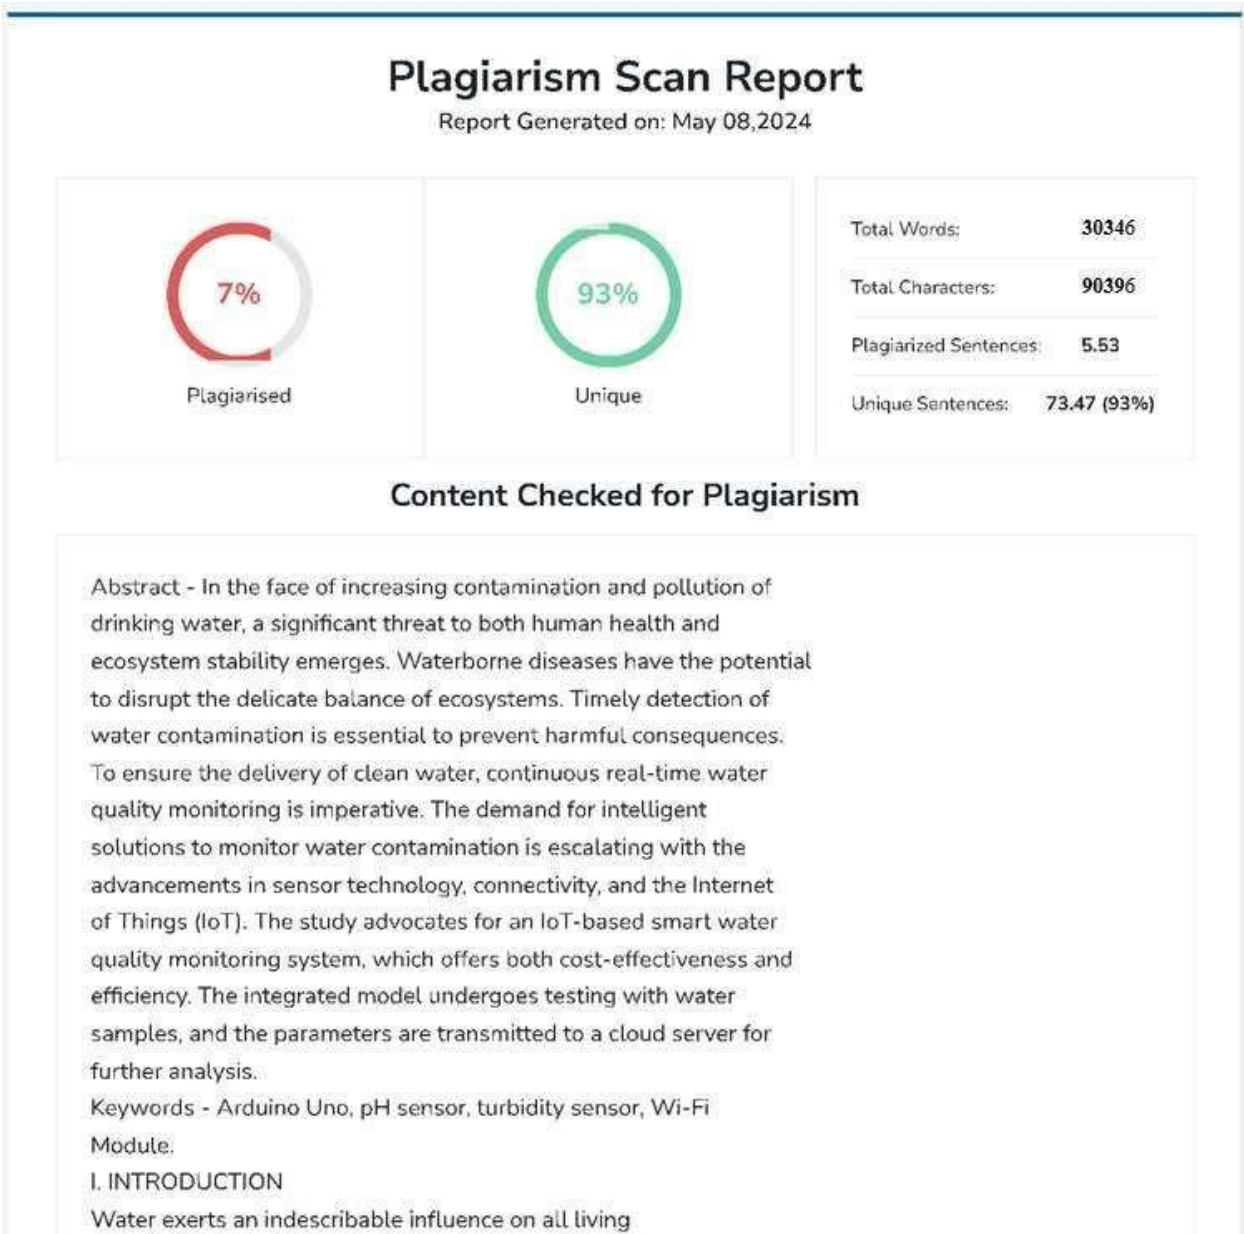 Plagiarism Scan Report
Report Generated on: May 08,2024
7%
Plagiarised
93%
Unique
Total Words: 30346
Total Characters: 90396
Plagiarized Sentences: 5.53
Unique Sentences: 73.47 (93%)
Content Checked for Plagiarism
Abstract - In the face of increasing contamination and pollution of
drinking water, a significant threat to both human health and
ecosystem stability emerges. Waterborne diseases have the potential
to disrupt the delicate balance of ecosystems. Timely detection of
water contamination is essential to prevent harmful consequences.
To ensure the delivery of clean water, continuous real-time water
quality monitoring is imperative. The demand for intelligent
solutions to monitor water contamination is escalating with the
advancements in sensor technology, connectivity, and the Internet
of Things (IoT). The study advocates for an IoT-based smart water
quality monitoring system, which offers both cost-effectiveness and
efficiency. The integrated model undergoes testing with water
samples, and the parameters are transmitted to a cloud server for
further analysis.
Keywords - Arduino Uno, pH sensor, turbidity sensor, Wi-Fi
Module.
I. INTRODUCTION
Water exerts an indescribable influence on all living